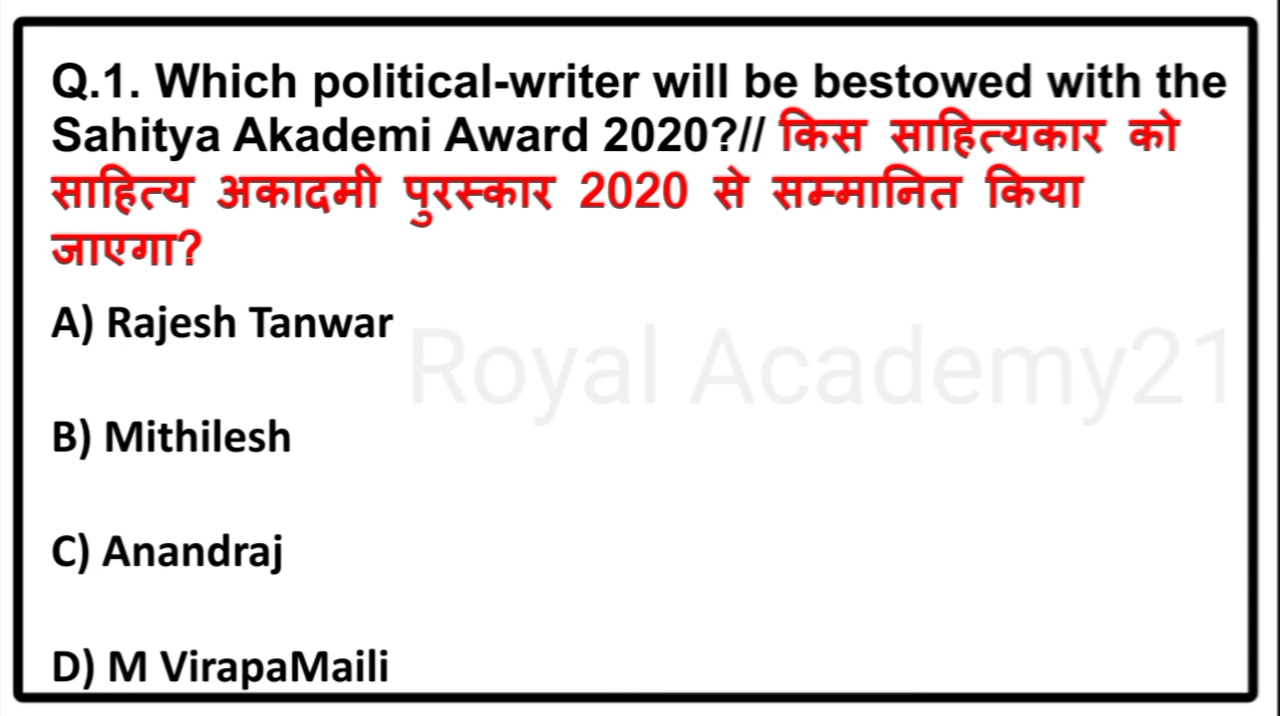 Q.1. Which political-writer will be bestowed with the
Sahitya Akademi Award 2020?// किस साहित्यकार को
साहित्य अकादमी पुरस्कार 2020 से सम्मानित किया
जाएगा?
A) Rajesh Tanwar
Royal Academy21
B) Mithilesh
C) Anandraj
D) M VirapaMaili